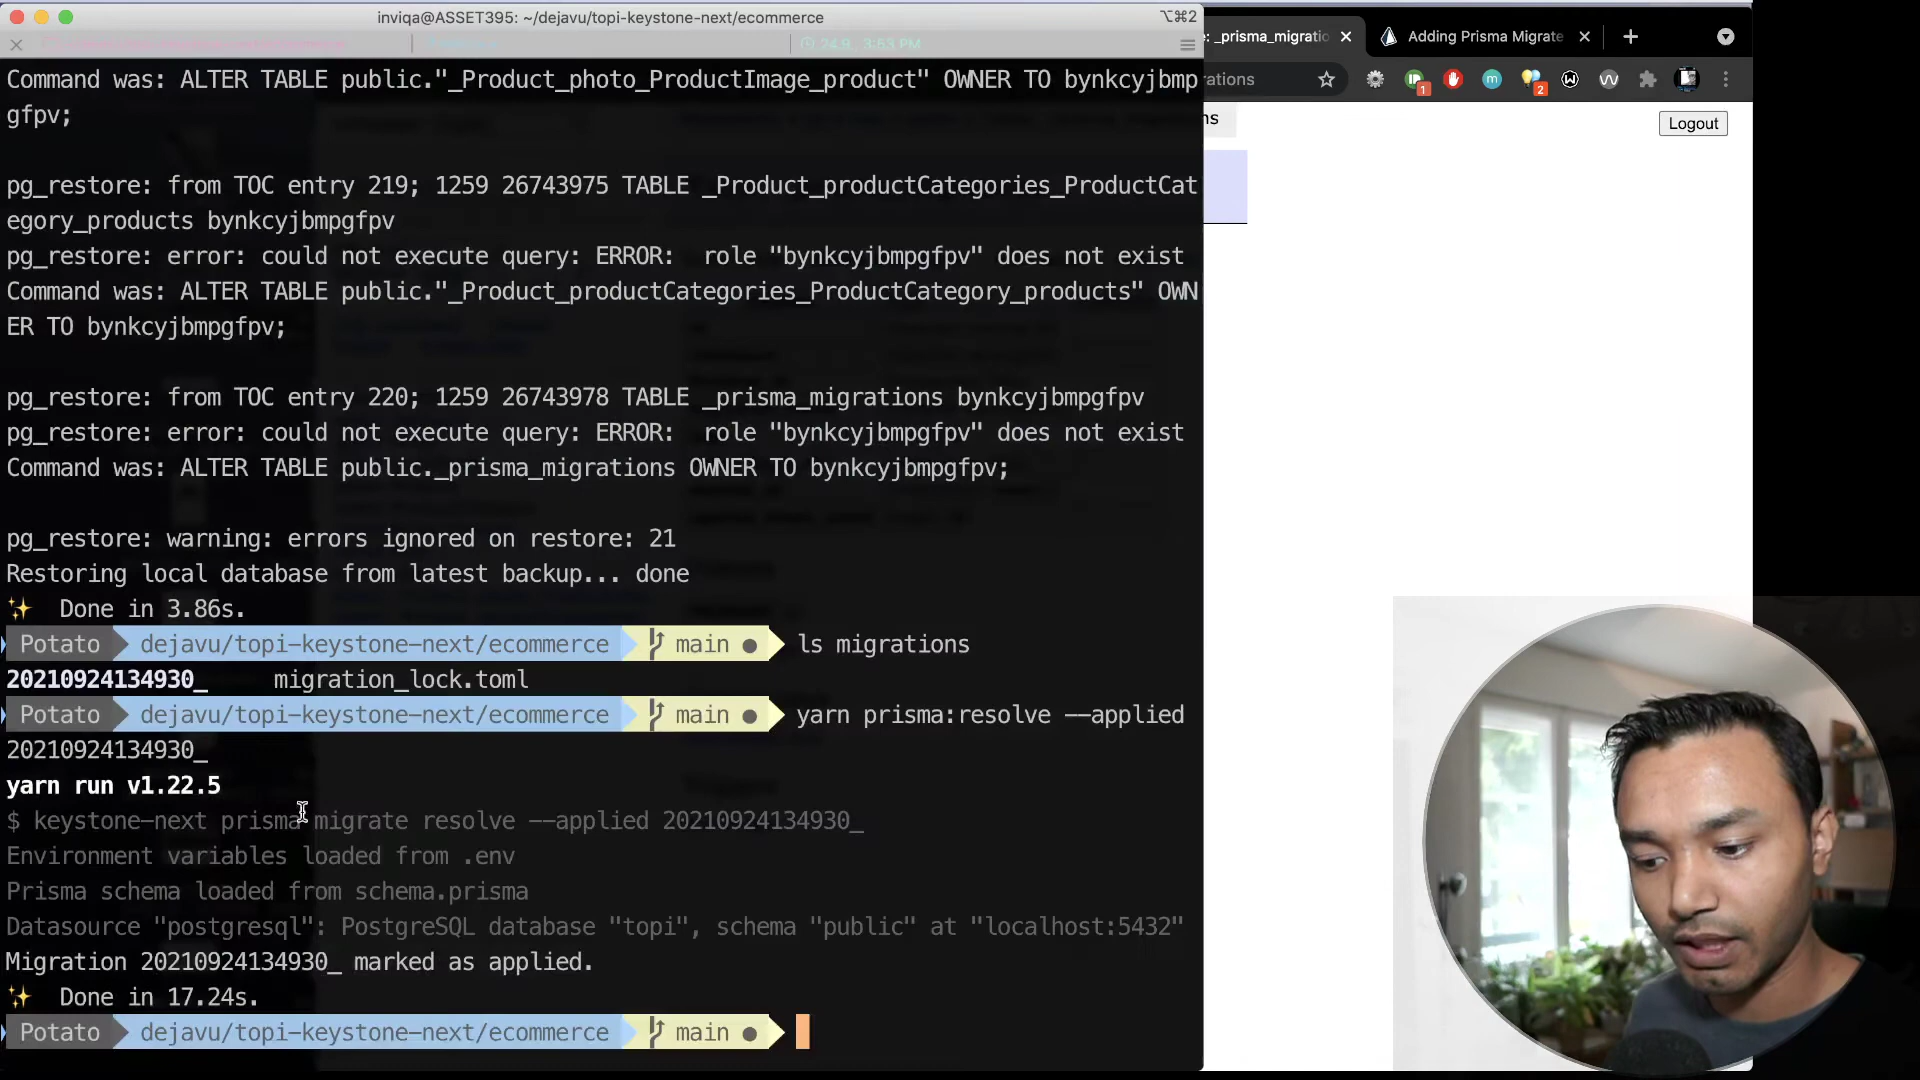 inviqa@ASSET395: ~/dejavu/topi-keystone-next/ecommerce
⌥⌘2
24.9., 3:53 PM
: _prisma_migratio
Adding Prisma Migrate
rations
1
2
ns
Logout
Command was: ALTER TABLE public."_Product_photo_ProductImage_product" OWNER TO bynkcyjbmp
gfpv;
pg_restore: from TOC entry 219; 1259 26743975 TABLE _Product_productCategories_ProductCat
egory_products bynkcyjbmpgfpv
pg_restore: error: could not execute query: ERROR:  role "bynkcyjbmpgfpv" does not exist
Command was: ALTER TABLE public."_Product_productCategories_ProductCategory_products" OWN
ER TO bynkcyjbmpgfpv;
pg_restore: from TOC entry 220; 1259 26743978 TABLE _prisma_migrations bynkcyjbmpgfpv
pg_restore: error: could not execute query: ERROR:  role "bynkcyjbmpgfpv" does not exist
Command was: ALTER TABLE public._prisma_migrations OWNER TO bynkcyjbmpgfpv;
pg_restore: warning: errors ignored on restore: 21
Restoring local database from latest backup... done
✨  Done in 3.86s.
Potato dejavu/topi-keystone-next/ecommerce main ● ls migrations
20210924134930_     migration_lock.toml
Potato dejavu/topi-keystone-next/ecommerce main ● yarn prisma:resolve --applied
20210924134930_
yarn run v1.22.5
$ keystone-next prisma migrate resolve --applied 20210924134930_
Environment variables loaded from .env
Prisma schema loaded from schema.prisma
Datasource "postgresql": PostgreSQL database "topi", schema "public" at "localhost:5432"
Migration 20210924134930_ marked as applied.
✨  Done in 17.24s.
Potato dejavu/topi-keystone-next/ecommerce main ●